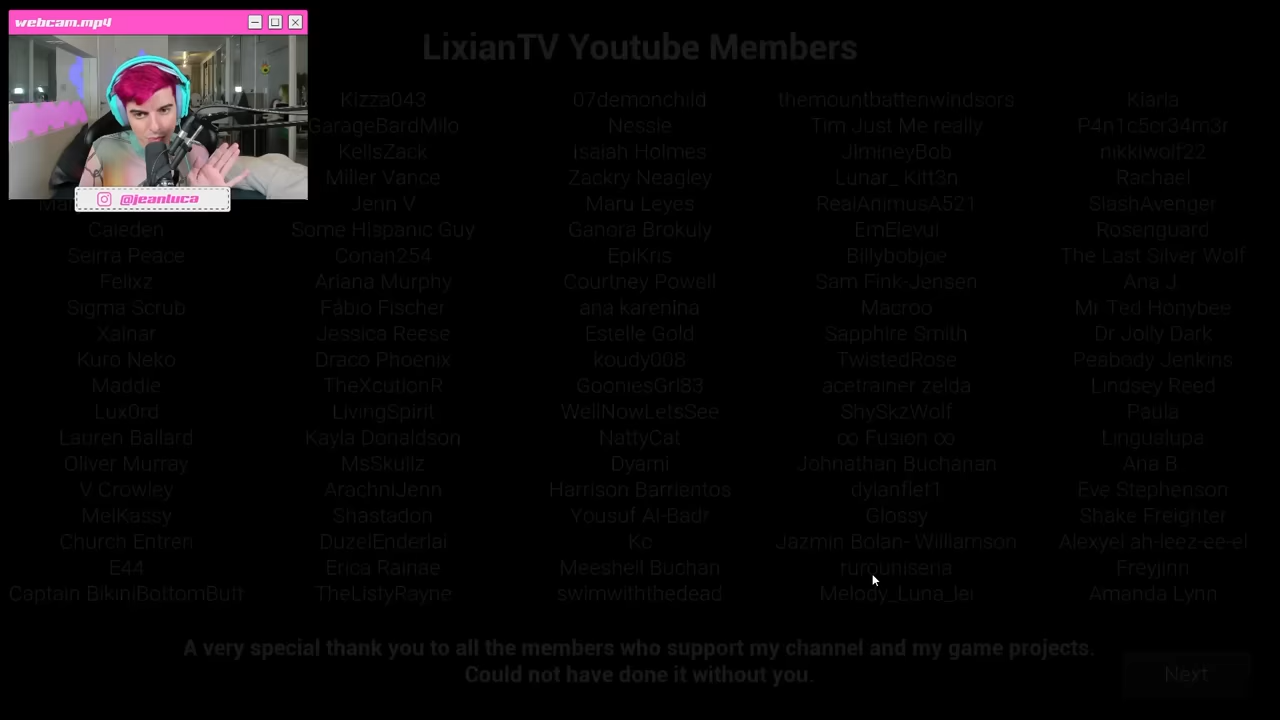 webcam.mp4
LixianTV Youtube Members
@jeanluca
Kizza043 07demonchild themountbattenwindsors Kiarla
GarageBardMilo Nessie Tim Just Me really P4n1c5cr34m3r
KellsZack Isaiah Holmes JimineyBob nikkiwolf22
Miller Vance Zackry Neagley Lunar_ Kitt3n Rachael
Jenn V Maru Leyes RealAnimusA521 SlashAvenger
Caleden Some Hispanic Guy Ganora Brokuly EmElevul Rosenguard
Seirra Peace Conan254 EpiKris Billybobjoe The Last Silver Wolf
Felixz Ariana Murphy Courtney Powell Sam Fink-Jensen Ana J
Sigma Scrub Fábio Fischer ana karenina Macroo Mr Ted Honybee
Xainar Jessica Reese Estelle Gold Sapphire Smith Dr Jolly Dark
Kuro Neko Draco Phoenix koudy008 TwistedRose Peabody Jenkins
Maddie TheXcution GooniesGrl83 acetrainer zelda Lindsey Reed
Lux0rd LivingSpirit WellNowLetsSee ShySkzWolf Paula
Lauren Ballard Kayla Donaldson NattyCat ∞ Fusion ∞ Lingualupa
Oliver Murray MsSkullz Dyami Johnathan Buchanan Ana B
V Crowley ArachniJenn Harrison Barrientos dylanflet1 Eve Stephenson
MelKassy Shastadon Yousuf Al-Badr Glossy Shake Freighter
Church Entren DuzelEnderlai Kc Jazmin Bolan- Williamson Alexyel ah-leez-ee-el
E44 Erica Rainae Meeshell Buchan rurounisena Freyjinn
Captain BikiniBottomButt TheListyPayne swimwiththedead Melody_Luna_lei Amanda Lynn
A very special thank you to all the members who support my channel and my game projects.
Could not have done it without you.
Next